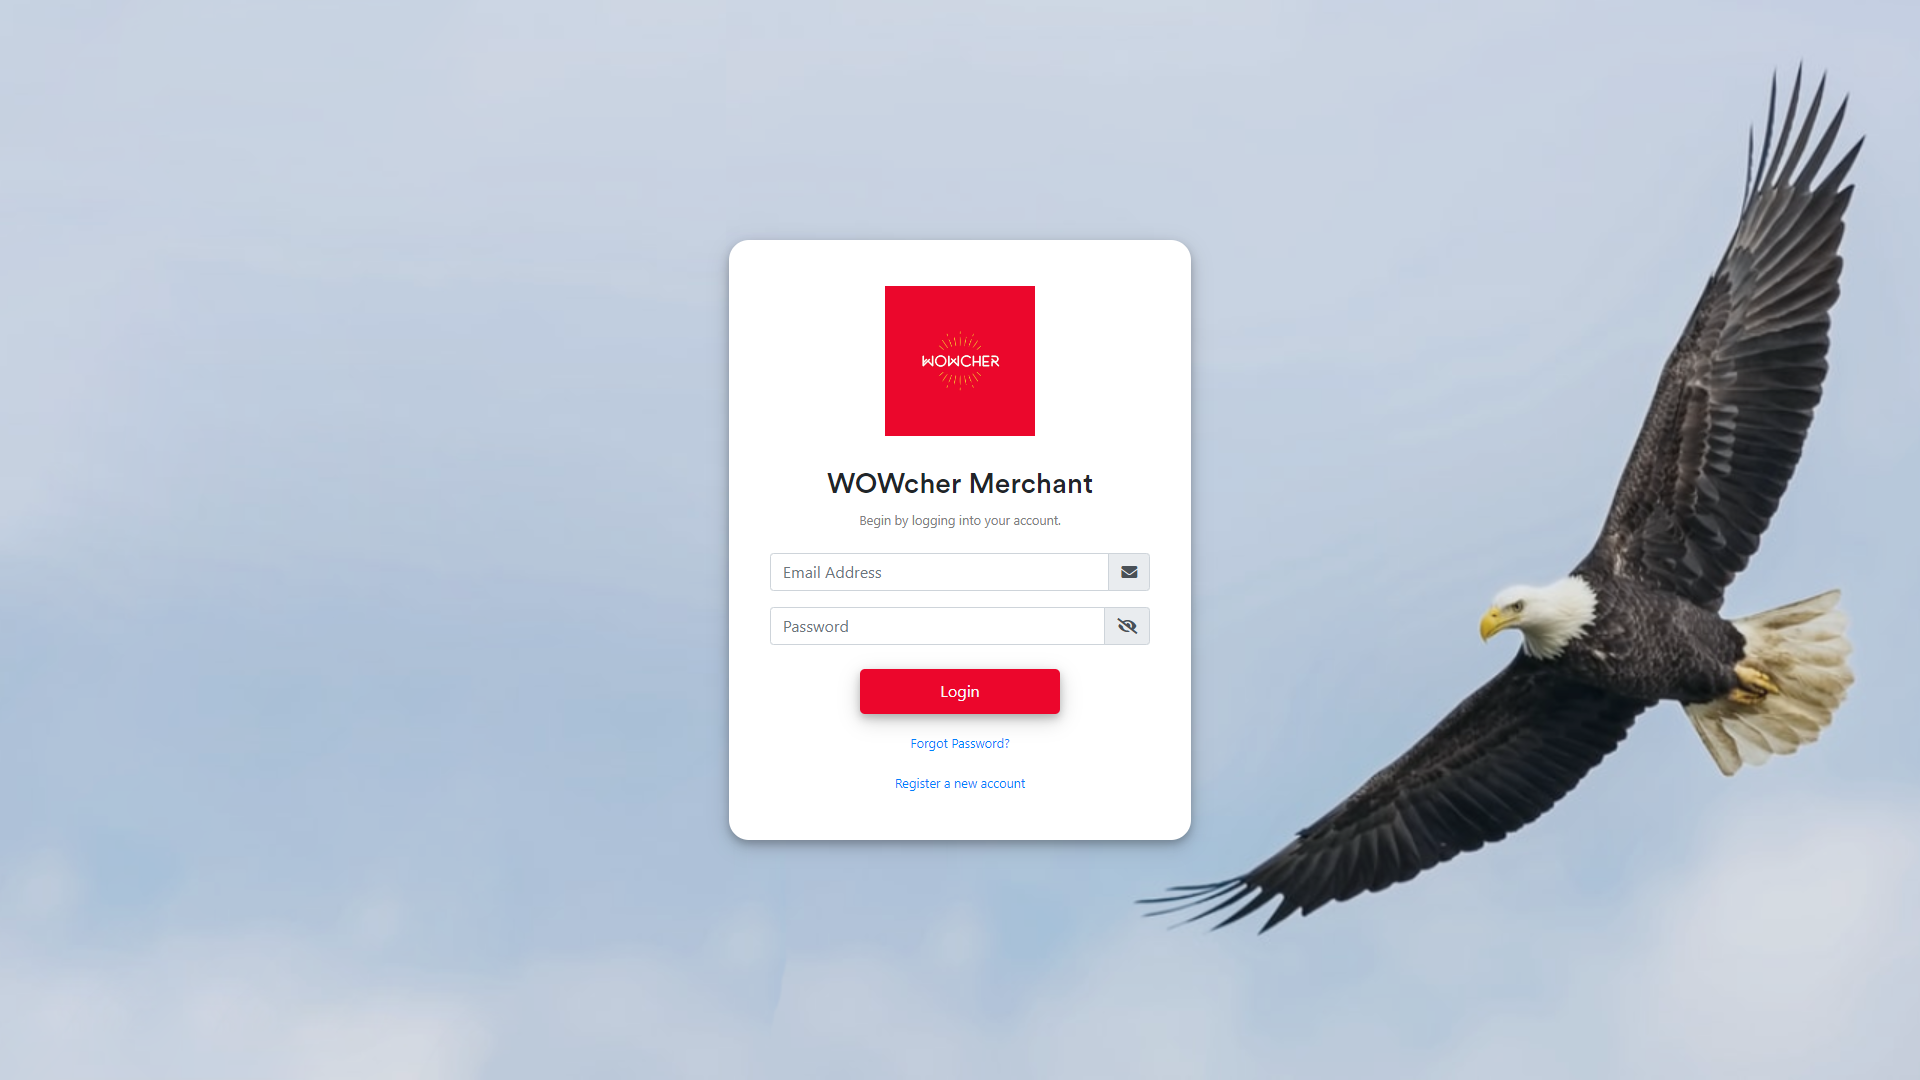 WOWCHER
WOWcher Merchant
Begin by logging into your account.
Email Address
Password
Login
Forgot Password?
Register a new account